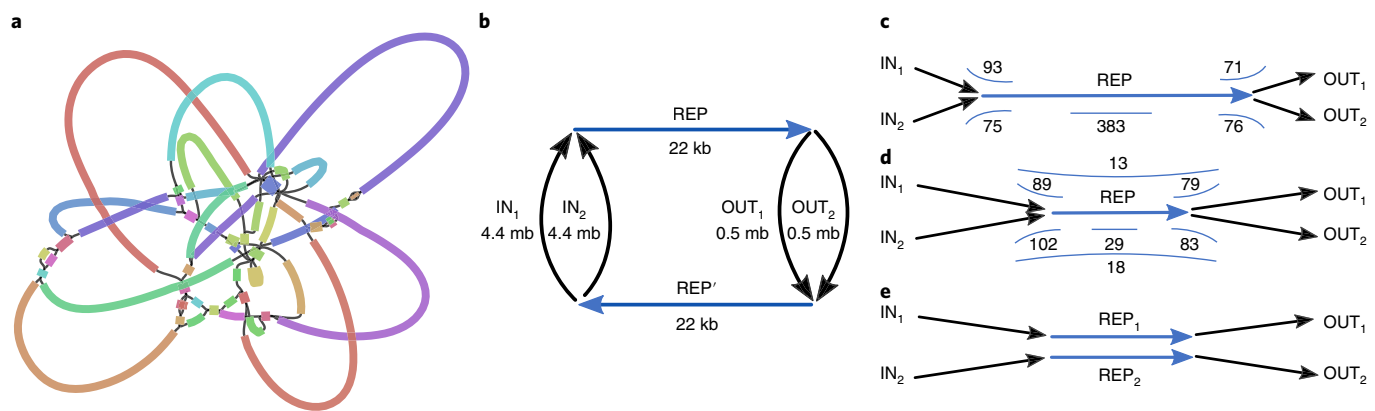 a
b
REP
22 kb
IN₁
4.4 mb
IN₂
4.4 mb
OUT₁
0.5 mb
OUT₂
0.5 mb
REP′
22 kb
c
IN₁
93
REP
71
OUT₁
IN₂
75
383
76
OUT₂
d
13
IN₁
89
REP
79
OUT₁
IN₂
102
29
83
OUT₂
18
e
IN₁
REP₁
OUT₁
IN₂
REP₂
OUT₂